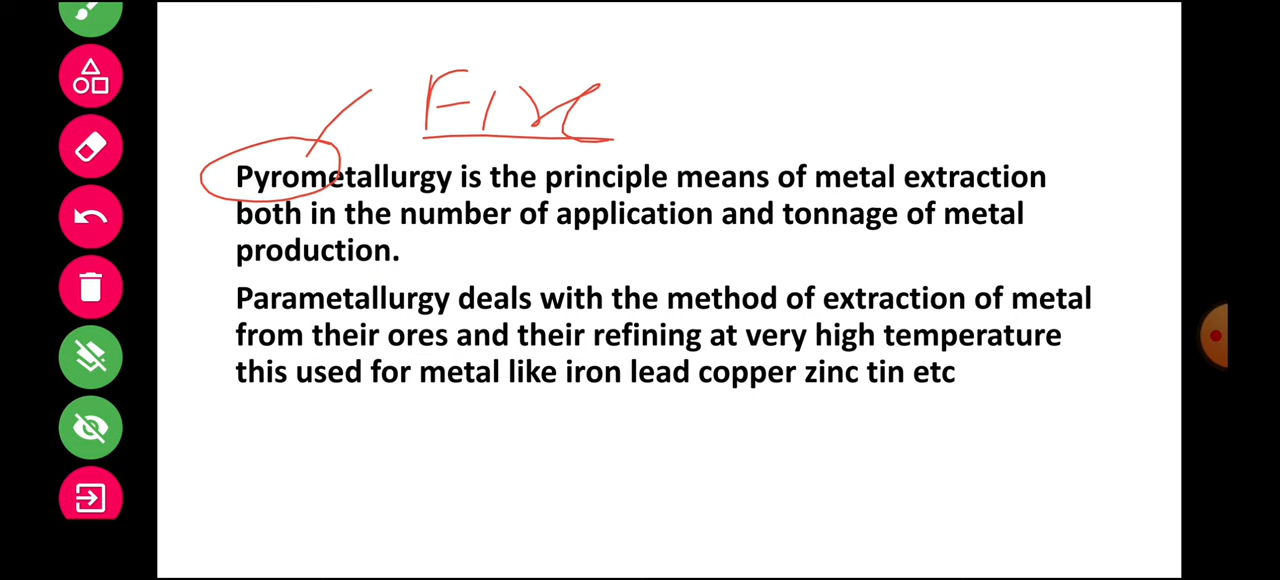 Fire
Pyrometallurgy is the principle means of metal extraction
both in the number of application and tonnage of metal
production.
Parametallurgy deals with the method of extraction of metal
from their ores and their refining at very high temperature
this used for metal like iron lead copper zinc tin etc